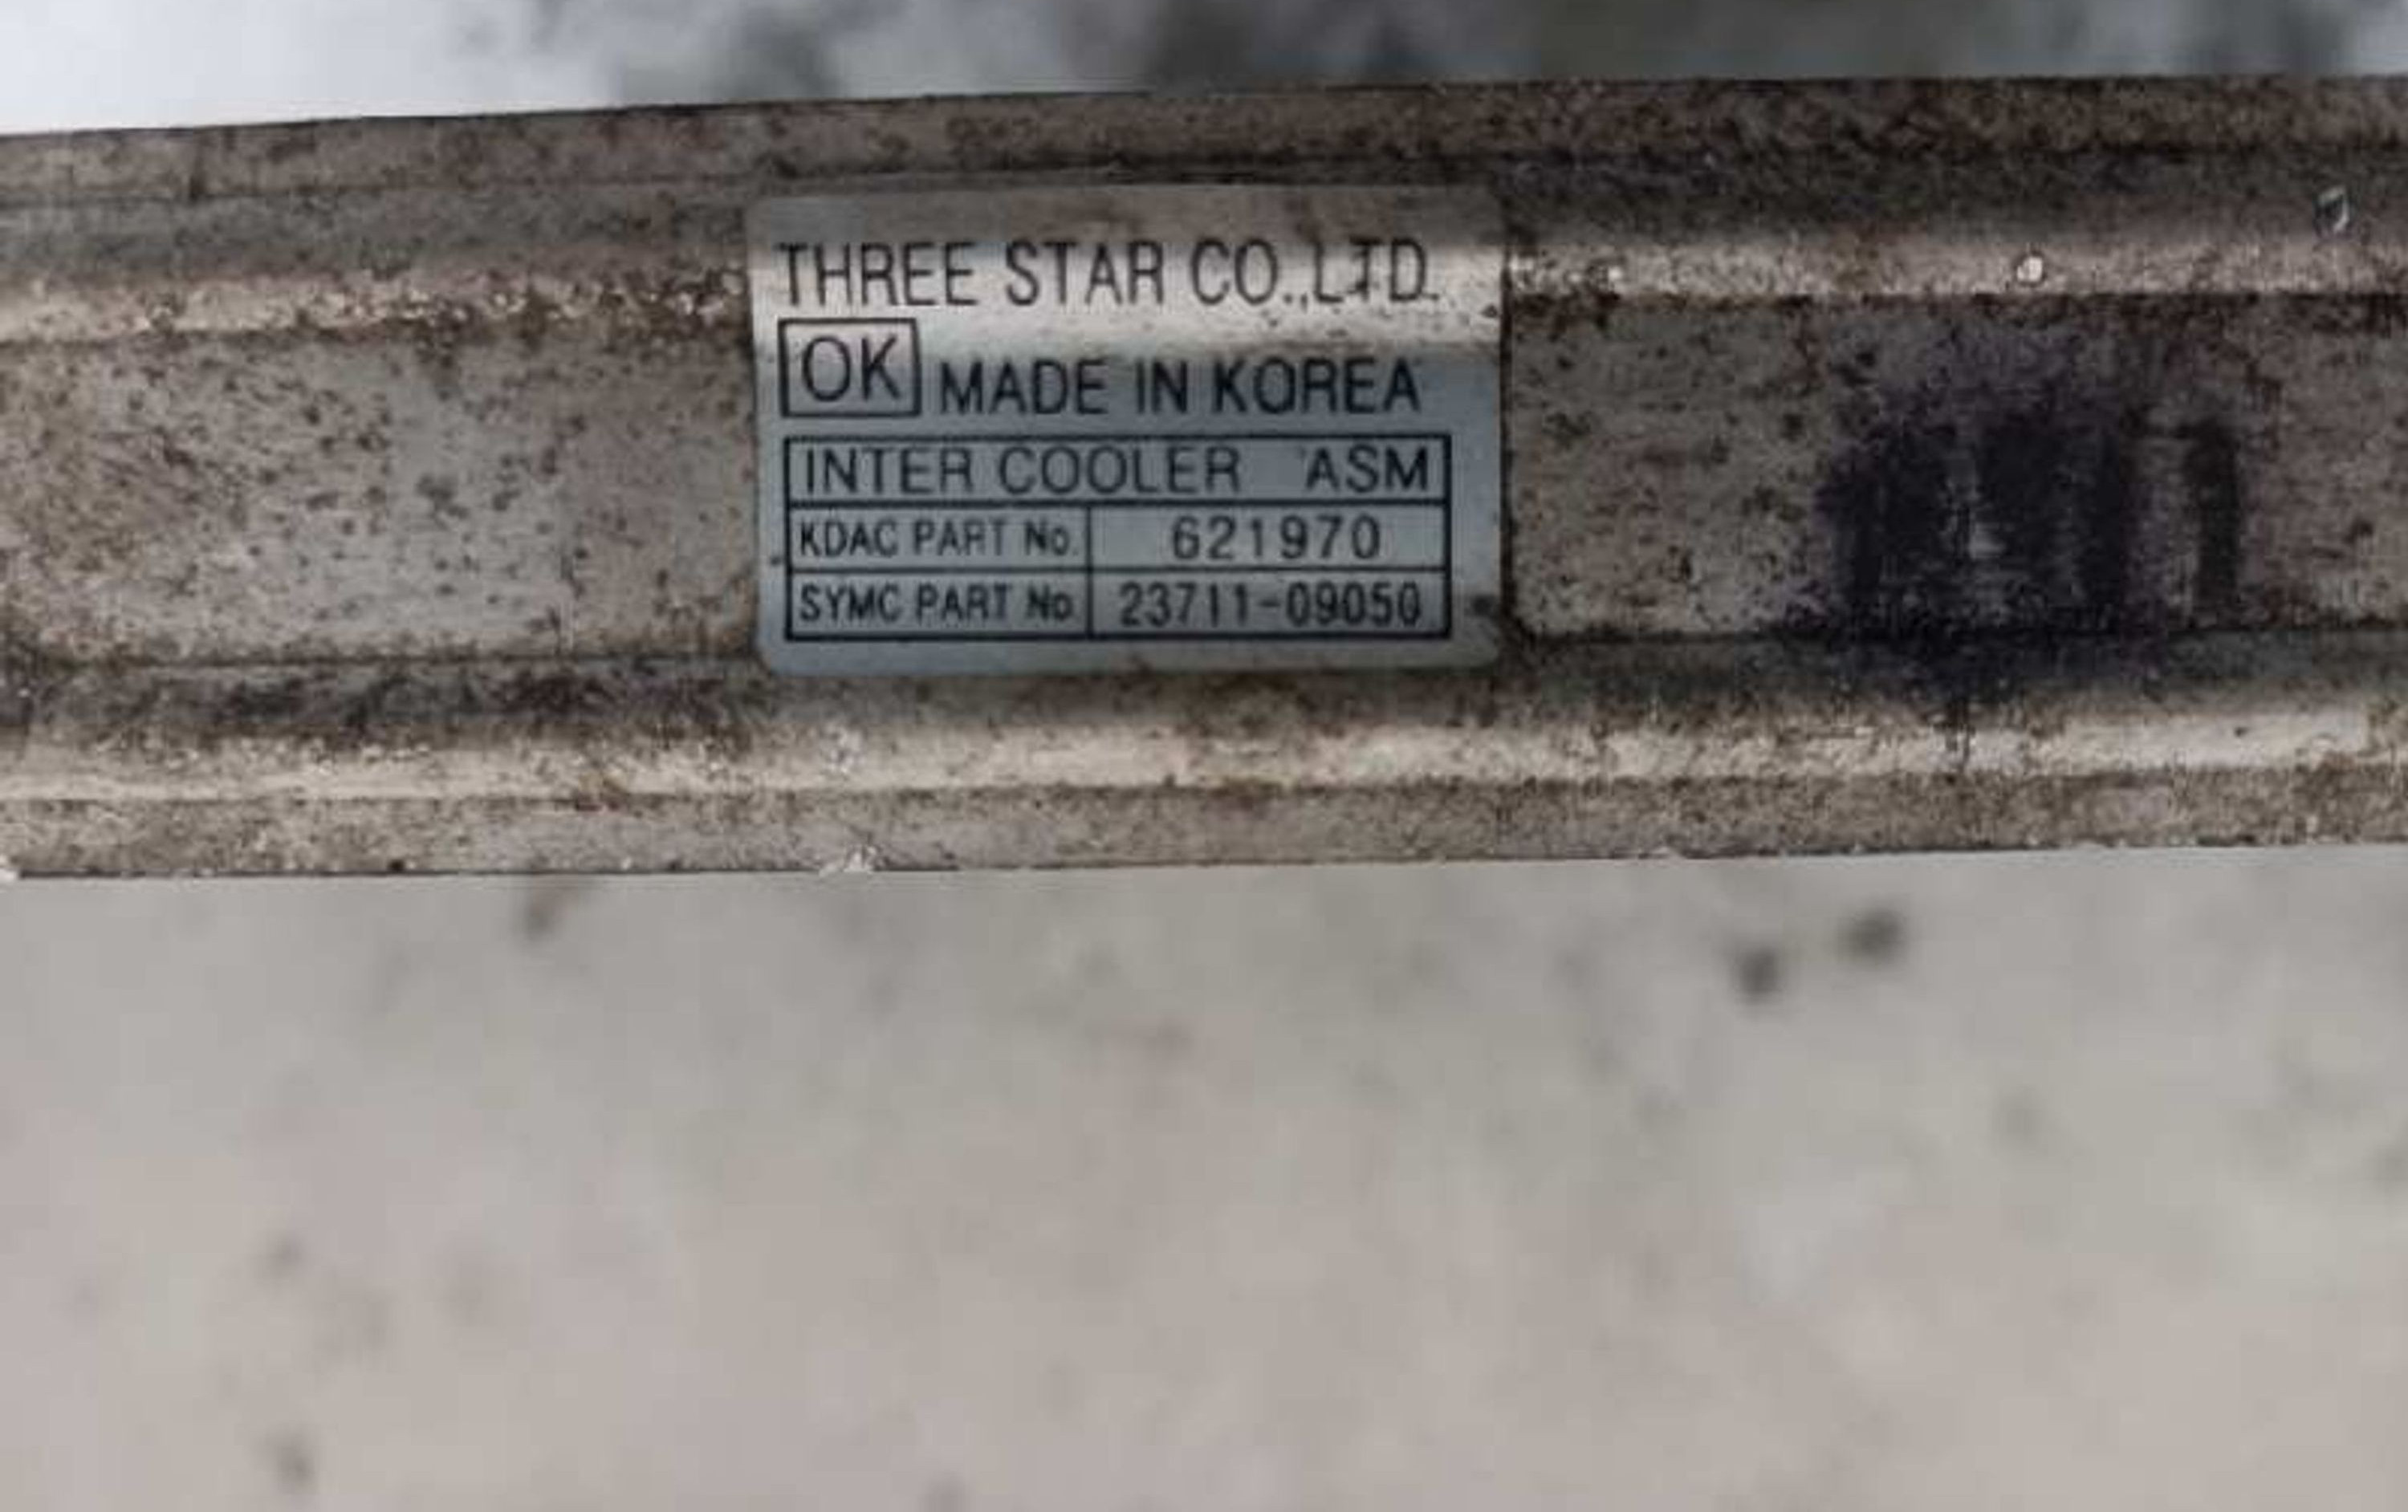 THREE STAR CO.,LTD.
OK MADE IN KOREA
INTER COOLER ASM
KDAC PART No. 621970
SYMC PART No. 23711-09050